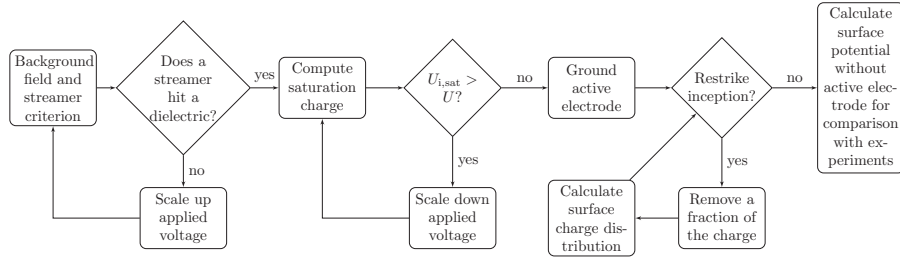 Background
field and
streamer
criterion
Does a
streamer
hit a
dielectric?
yes
no
Scale up
applied
voltage
Compute
saturation
charge
U_{i,sat} >
U?
no
yes
Scale down
applied
voltage
Ground
active
electrode
Restrike
inception?
no
yes
Remove a
fraction of
the charge
Calculate
surface
charge dis-
tribution
Calculate
surface
potential
without
active elec-
trode for
comparison
with ex-
periments